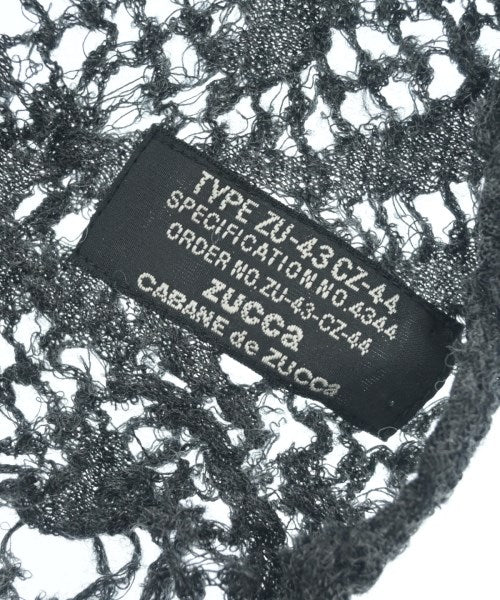 TYPE ZU-43 CZ-44
SPECIFICATION NO. 4344
ORDER NO. ZU-43-CZ-44
zucca
CABANE de ZUCCA